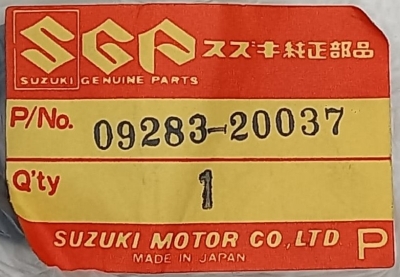 SGP スズキ純正部品
SUZUKI GENUINE PARTS
P/No. 09283-20037
Q'ty 1
SUZUKI MOTOR CO., LTD. P
MADE IN JAPAN